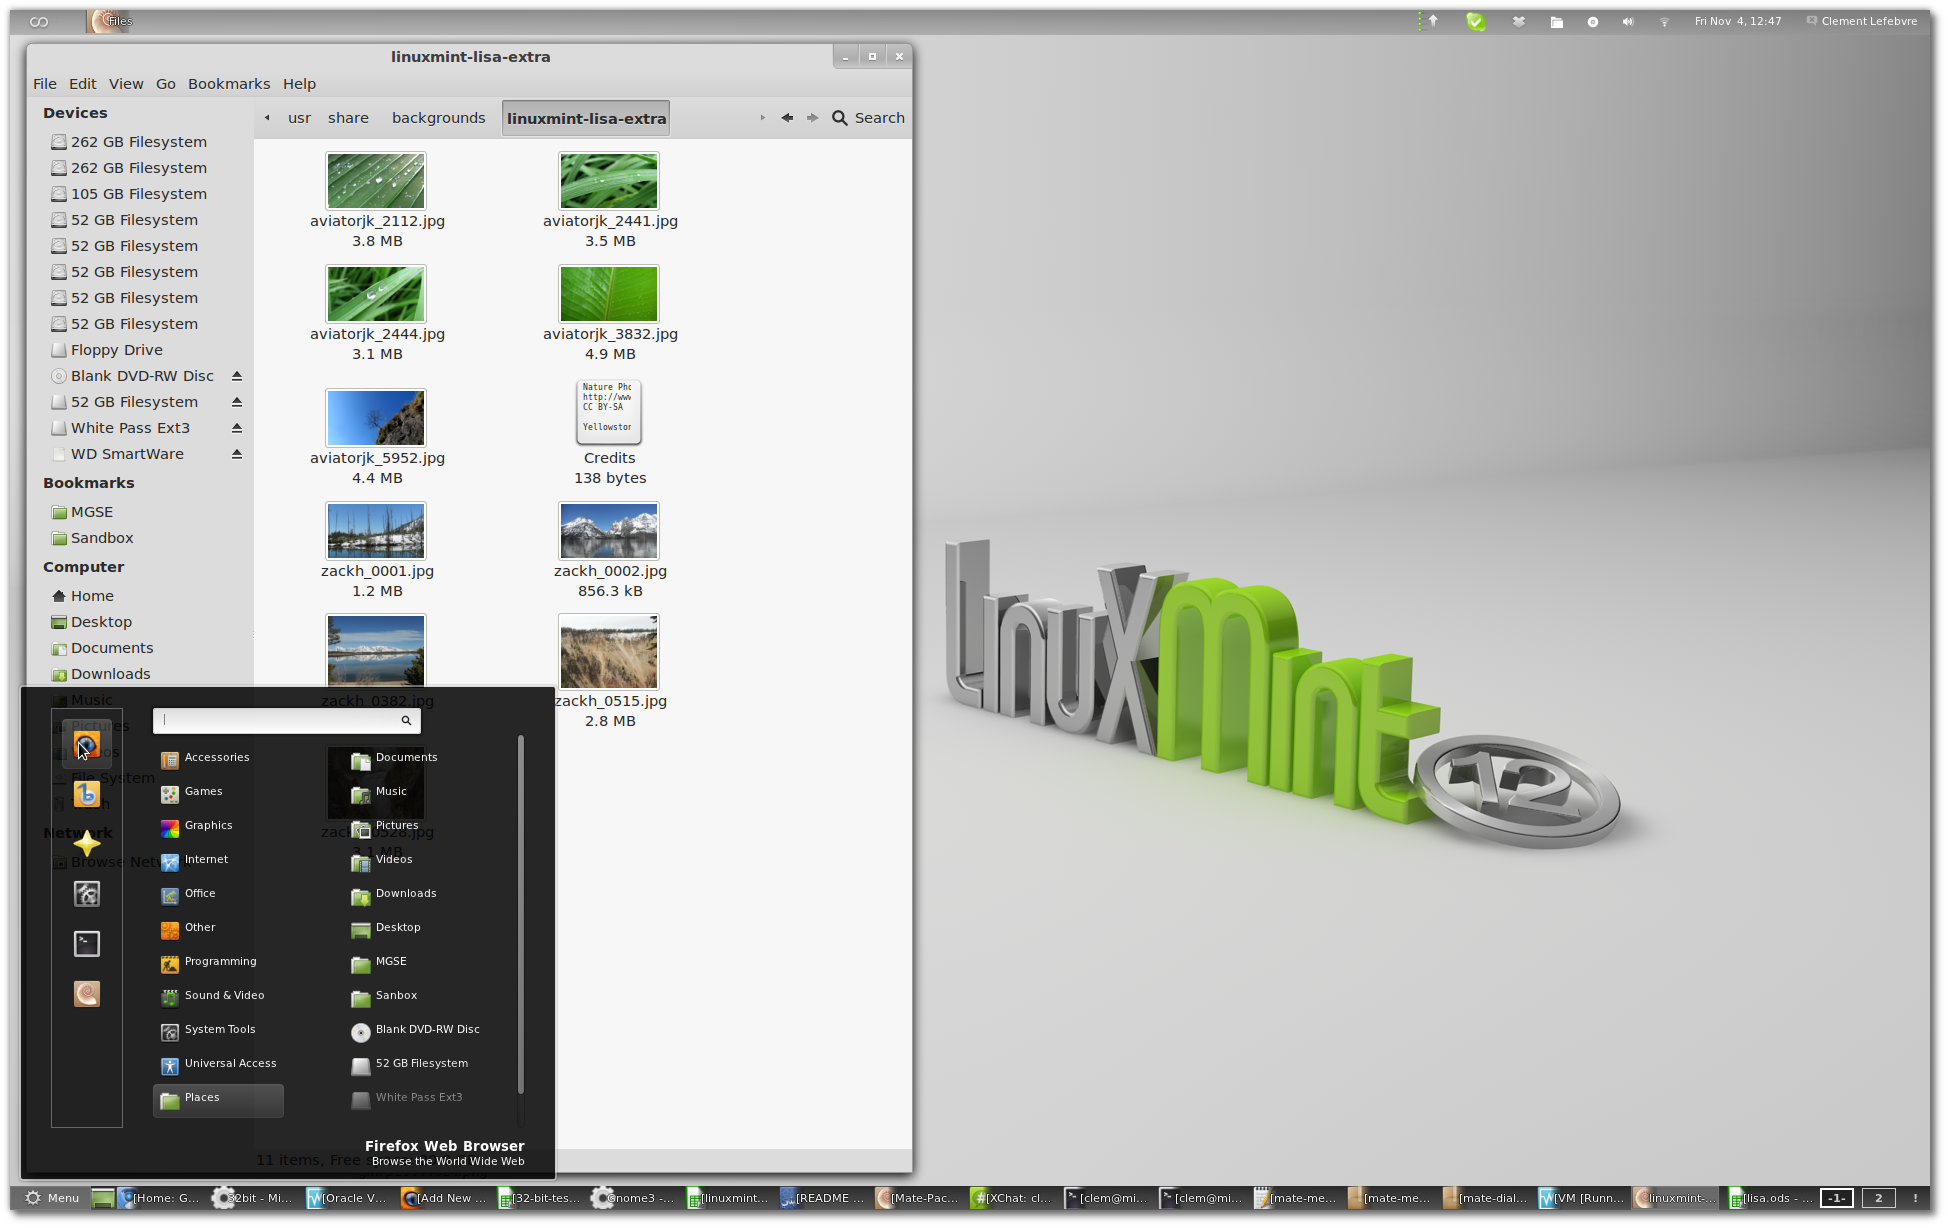 Files
Fri Nov 4, 12:47
Clement Lefebvre
linuxmint-lisa-extra
File Edit View Go Bookmarks Help
usr share backgrounds linuxmint-lisa-extra Search
Devices
262 GB Filesystem
262 GB Filesystem
105 GB Filesystem
52 GB Filesystem
52 GB Filesystem
52 GB Filesystem
52 GB Filesystem
52 GB Filesystem
Floppy Drive
Blank DVD-RW Disc
52 GB Filesystem
White Pass Ext3
WD SmartWare
Bookmarks
MGSE
Sandbox
Computer
Home
Desktop
Documents
Downloads
Music
Pictures
File System
Network
aviatorjk_2112.jpg
3.8 MB
aviatorjk_2441.jpg
3.5 MB
aviatorjk_2444.jpg
3.1 MB
aviatorjk_3832.jpg
4.9 MB
aviatorjk_5952.jpg
4.4 MB
Nature Pho
http://www
CC BY-SA
Yellowston
Credits
138 bytes
zackh_0001.jpg
1.2 MB
zackh_0002.jpg
856.3 kB
zackh_0382.jpg
zackh_0515.jpg
2.8 MB
3.1 MB
Accessories
Games
Graphics
Internet
Office
Other
Programming
Sound & Video
System Tools
Universal Access
Places
Documents
Music
Pictures
Videos
Downloads
Desktop
MGSE
Sanbox
Blank DVD-RW Disc
52 GB Filesystem
White Pass Ext3
Firefox Web Browser
Browse the World Wide Web
11 items, Free
LinuxMint
12
Menu
[Home: G...
32bit - Mi...
[Oracle V...
[Add New ...
[32-bit-tes...
Gnome3 -...
[linuxmint...
[README ...
[Mate-Pac...
[XChat: cl...
[clem@mi...
[clem@mi...
[mate-me...
[mate-me...
[mate-dial...
[VM [Runn...
linuxmint-...
[lisa.ods - ...
-1-
2
!